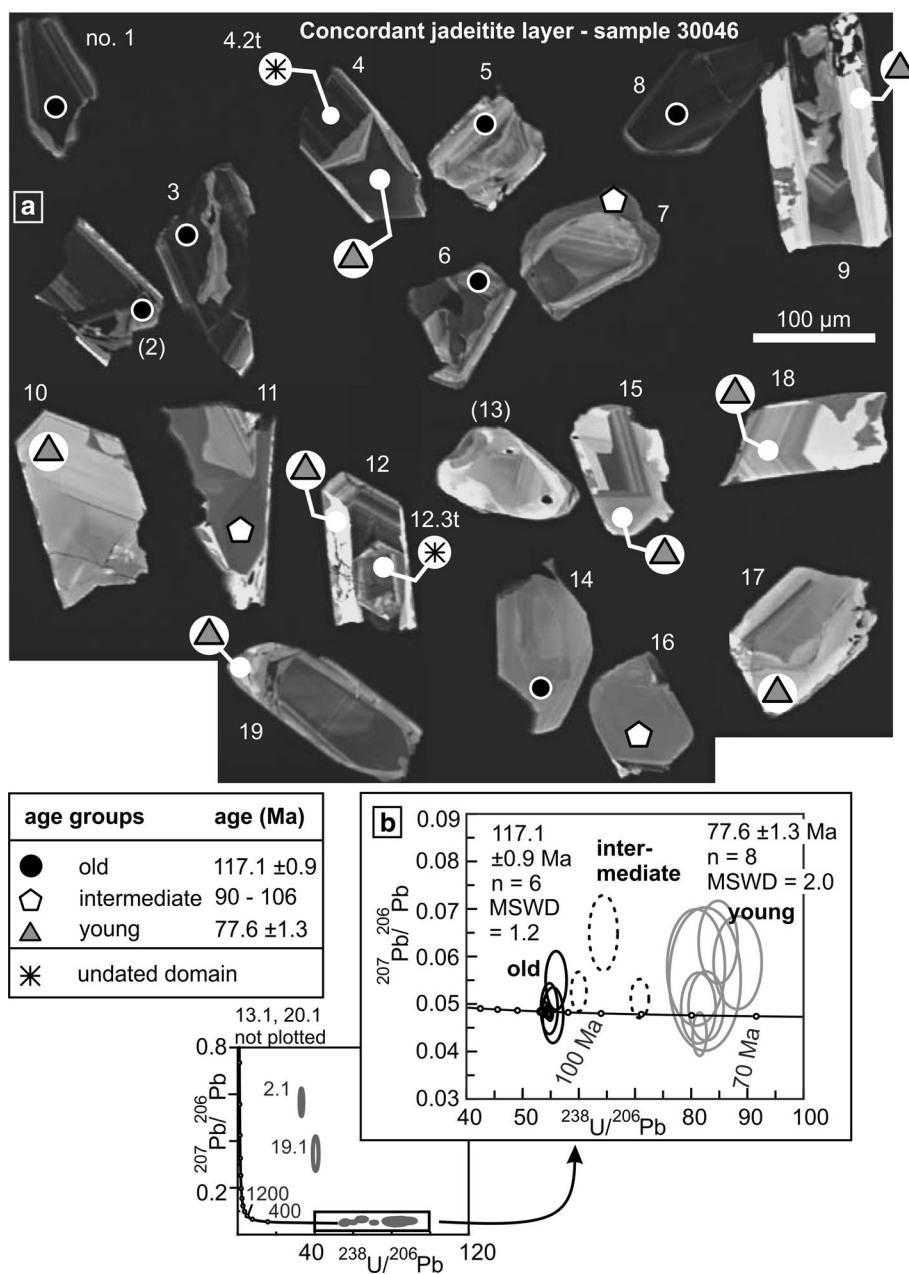 Concordant jadeitite layer - sample 30046
no. 1
4.2t
4
5
8
a
3
7
6
9
(2)
100 µm
10
11
(13)
15
18
12
12.3t
14
17
16
19
age groups age (Ma)
old 117.1 ±0.9
intermediate 90 - 106
young 77.6 ±1.3
undated domain
b
0.09
0.08
0.07
0.06
0.05
0.04
0.03
207Pb/206Pb
117.1
±0.9 Ma
n = 6
MSWD
= 1.2
old
inter-
mediate
77.6 ±1.3 Ma
n = 8
MSWD = 2.0
young
100 Ma
70 Ma
40 60 80 100
238U/206Pb
13.1, 20.1
not plotted
0.8
0.2
207Pb/206Pb
2.1
19.1
1200
400
40 120
238U/206Pb